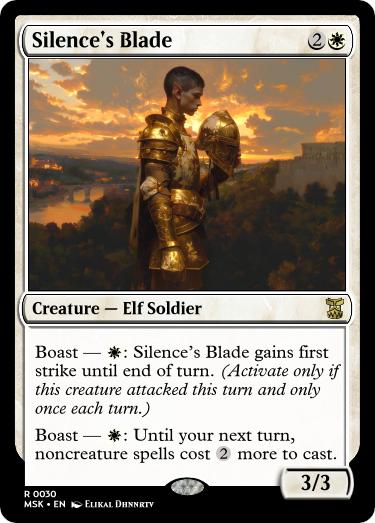 Silence's Blade
2
Creature — Elf Soldier
Boast — : Silence's Blade gains first
strike until end of turn. (Activate only if
this creature attacked this turn and only
once each turn.)
Boast — : Until your next turn,
noncreature spells cost 2 more to cast.
3/3
R 0030
MSK • EN Elikal Dhnnrtv